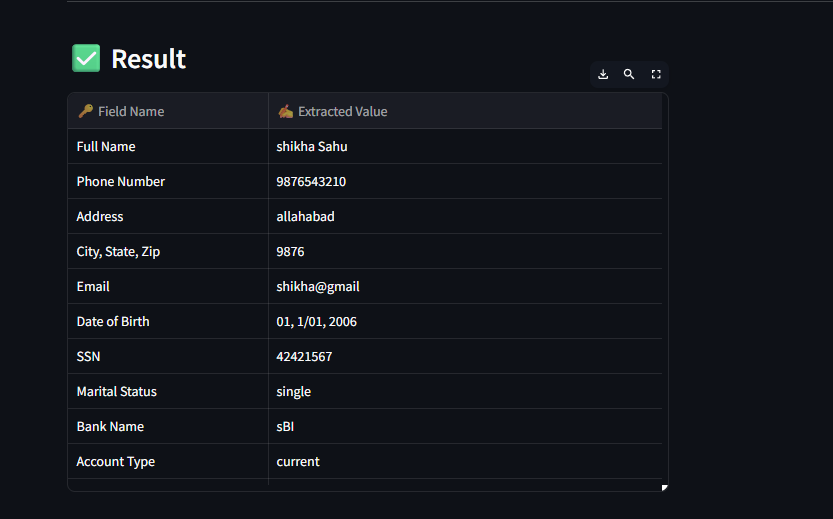 ✅ Result
🔑 Field Name ✍ Extracted Value
Full Name shikha Sahu
Phone Number 9876543210
Address allahabad
City, State, Zip 9876
Email shikha@gmail
Date of Birth 01, 1/01, 2006
SSN 42421567
Marital Status single
Bank Name sBI
Account Type current